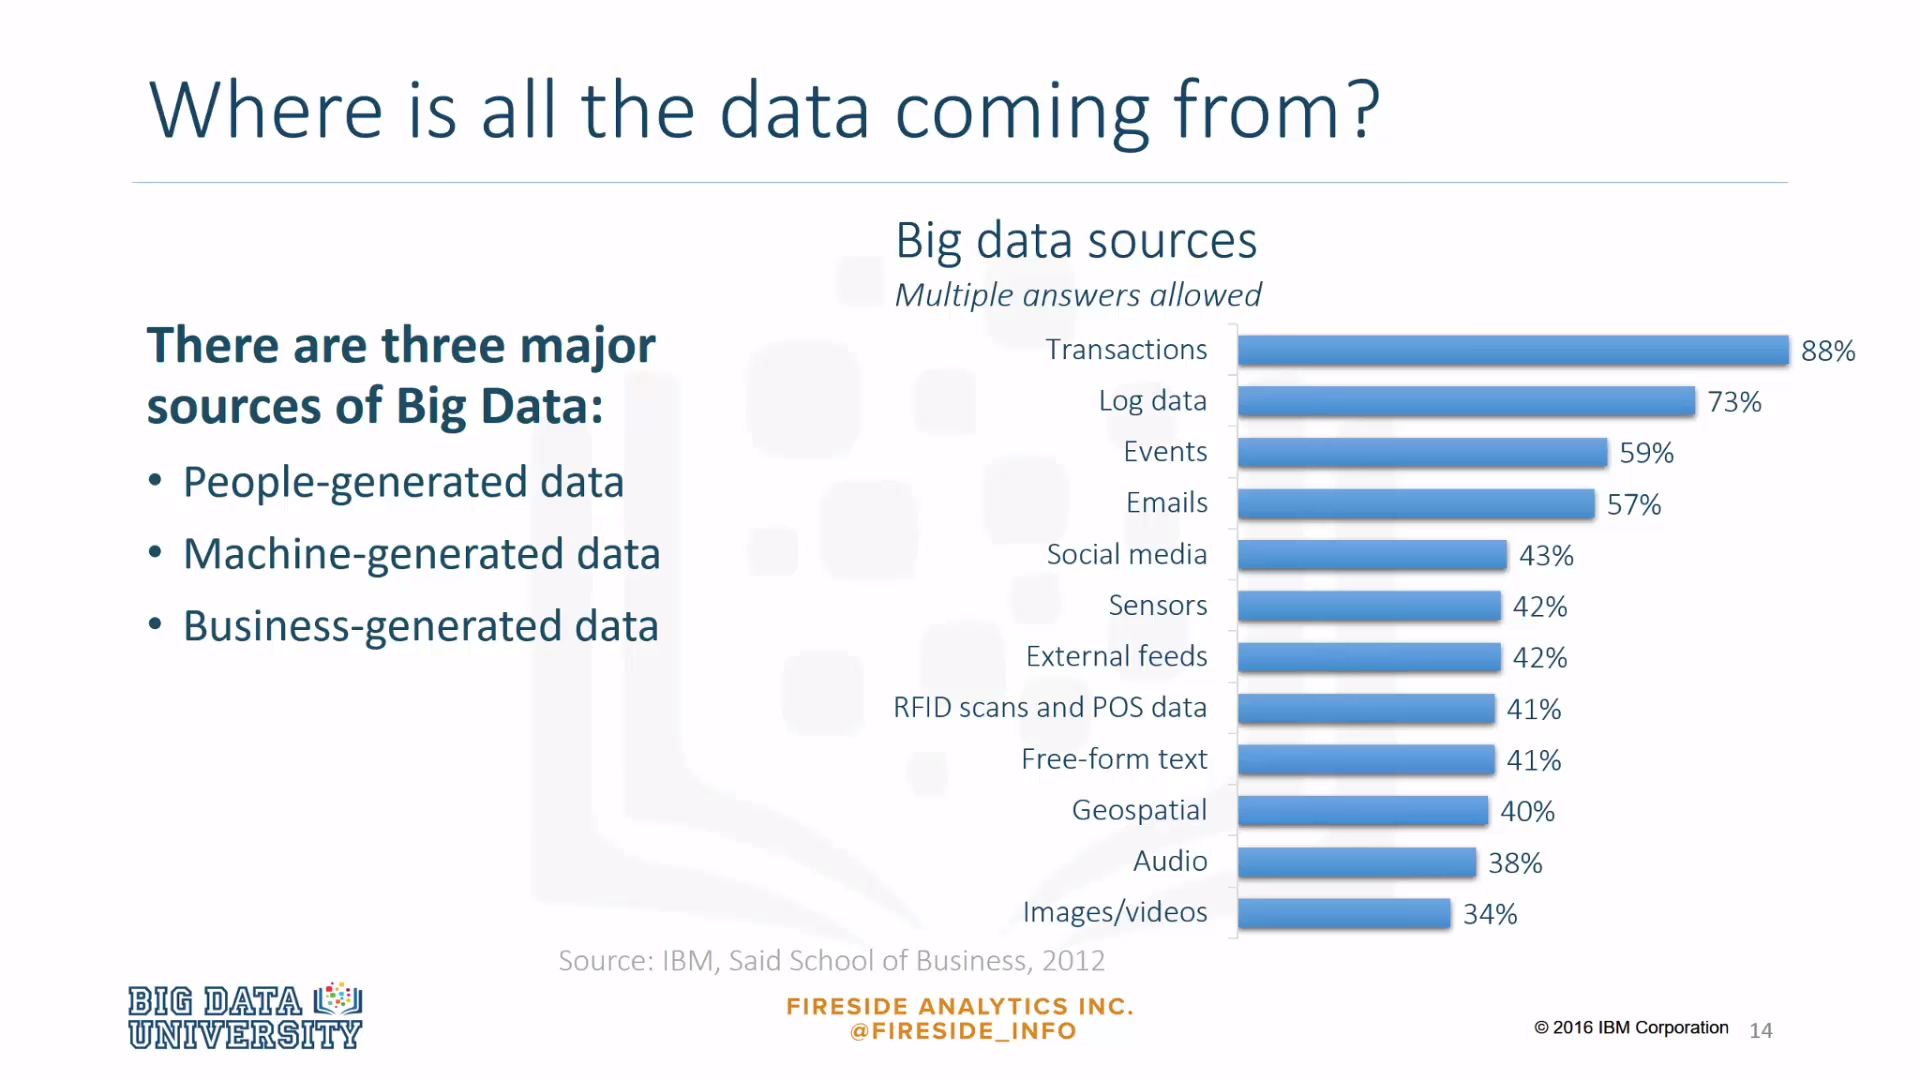 Where is all the data coming from?
There are three major
sources of Big Data:
• People-generated data
• Machine-generated data
• Business-generated data
Big data sources
Multiple answers allowed
Transactions 88%
Log data 73%
Events 59%
Emails 57%
Social media 43%
Sensors 42%
External feeds 42%
RFID scans and POS data 41%
Free-form text 41%
Geospatial 40%
Audio 38%
Images/videos 34%
Source: IBM, Said School of Business, 2012
BIG DATA
UNIVERSITY
FIRESIDE ANALYTICS INC.
@FIRESIDE_INFO
© 2016 IBM Corporation 14